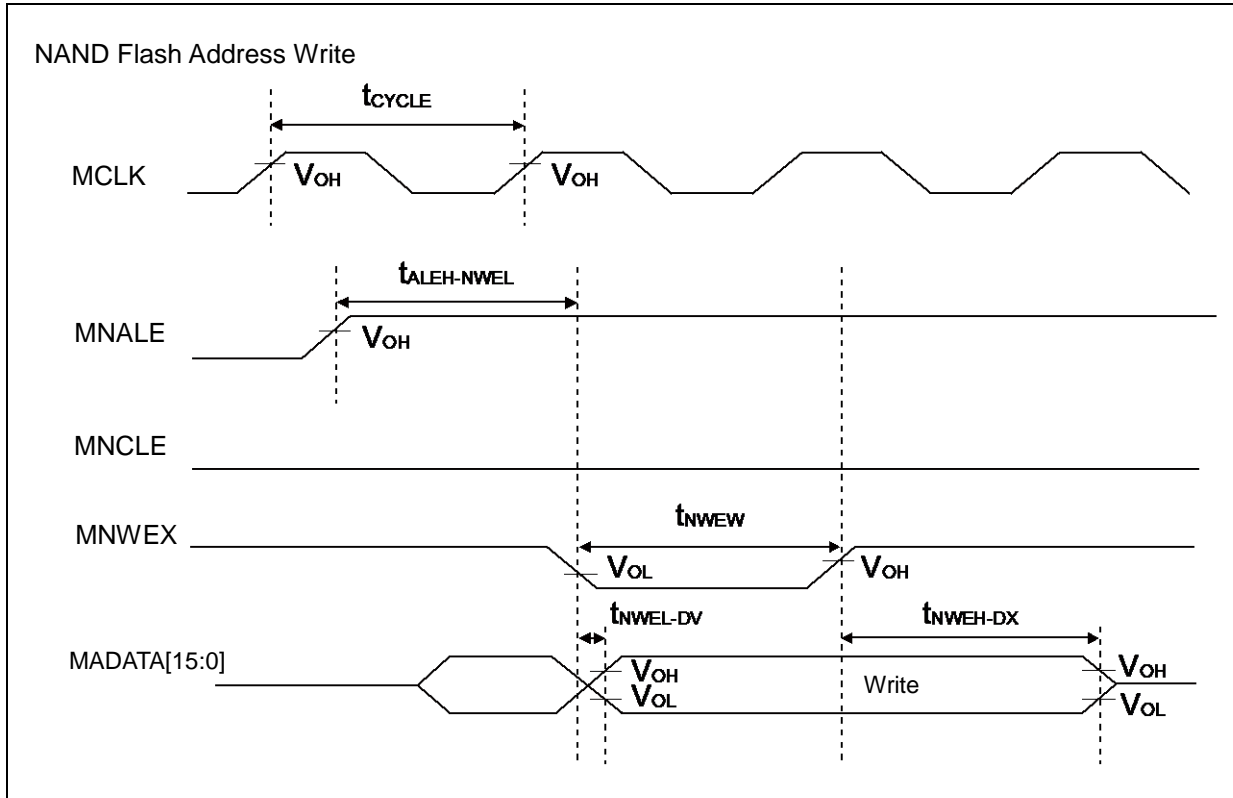 NAND Flash Address Write
tCYCLE
MCLK
VOH
VOH
tALEH-NWEL
MNALE
VOH
MNCLE
tNWEW
MNWEX
VOL
VOH
tNWEL-DV
tNWEH-DX
MADATA[15:0]
VOH
VOL
Write
VOH
VOL